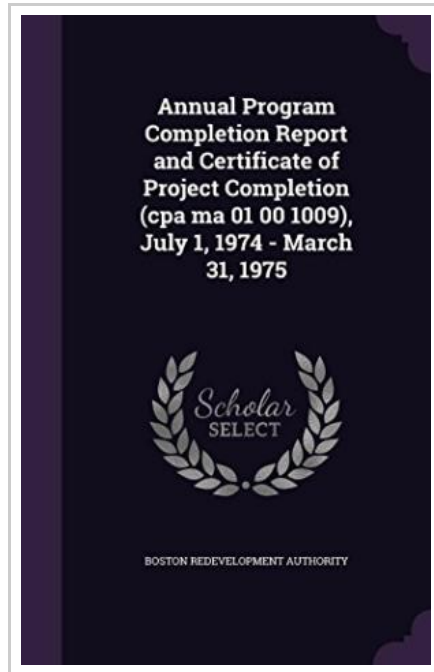 Annual Program
Completion Report
and Certificate of
Project Completion
(cpa ma 01 00 1009),
July 1, 1974 - March
31, 1975
Scholar
SELECT
BOSTON REDEVELOPMENT AUTHORITY